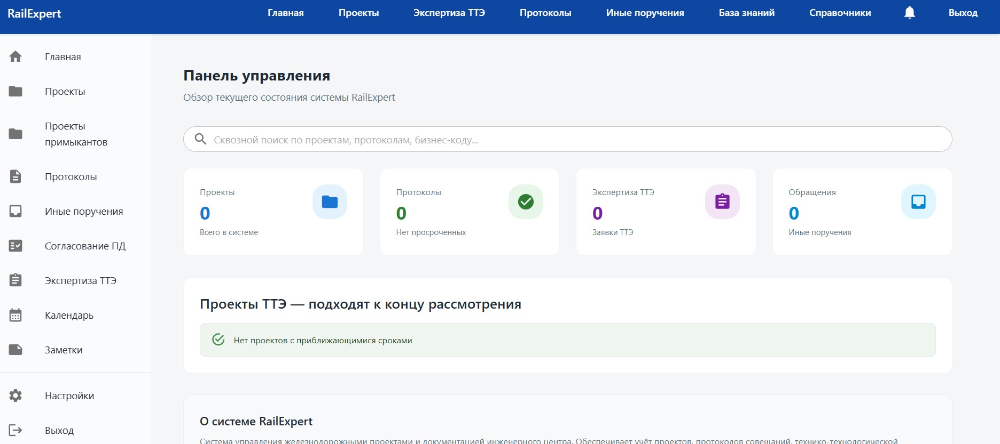 RailExpert
Главная
Проекты
Экспертиза ТТЭ
Протоколы
Иные поручения
База знаний
Справочники
Выход
Главная
Проекты
Проекты
примыкантов
Протоколы
Иные поручения
Согласование ПД
Экспертиза ТТЭ
Календарь
Заметки
Настройки
Выход
Панель управления
Обзор текущего состояния системы RailExpert
Сквозной поиск по проектам, протоколам, бизнес-коду...
Проекты
0
Всего в системе
Протоколы
0
Нет просроченных
Экспертиза ТТЭ
0
Заявки ТТЭ
Обращения
0
Иные поручения
Проекты ТТЭ — подходят к концу рассмотрения
Нет проектов с приближающимися сроками
О системе RailExpert
Система управления железнодорожными проектами и документацией инженерного центра. Обеспечивает учёт проектов, протоколов совещаний, технико-технологической